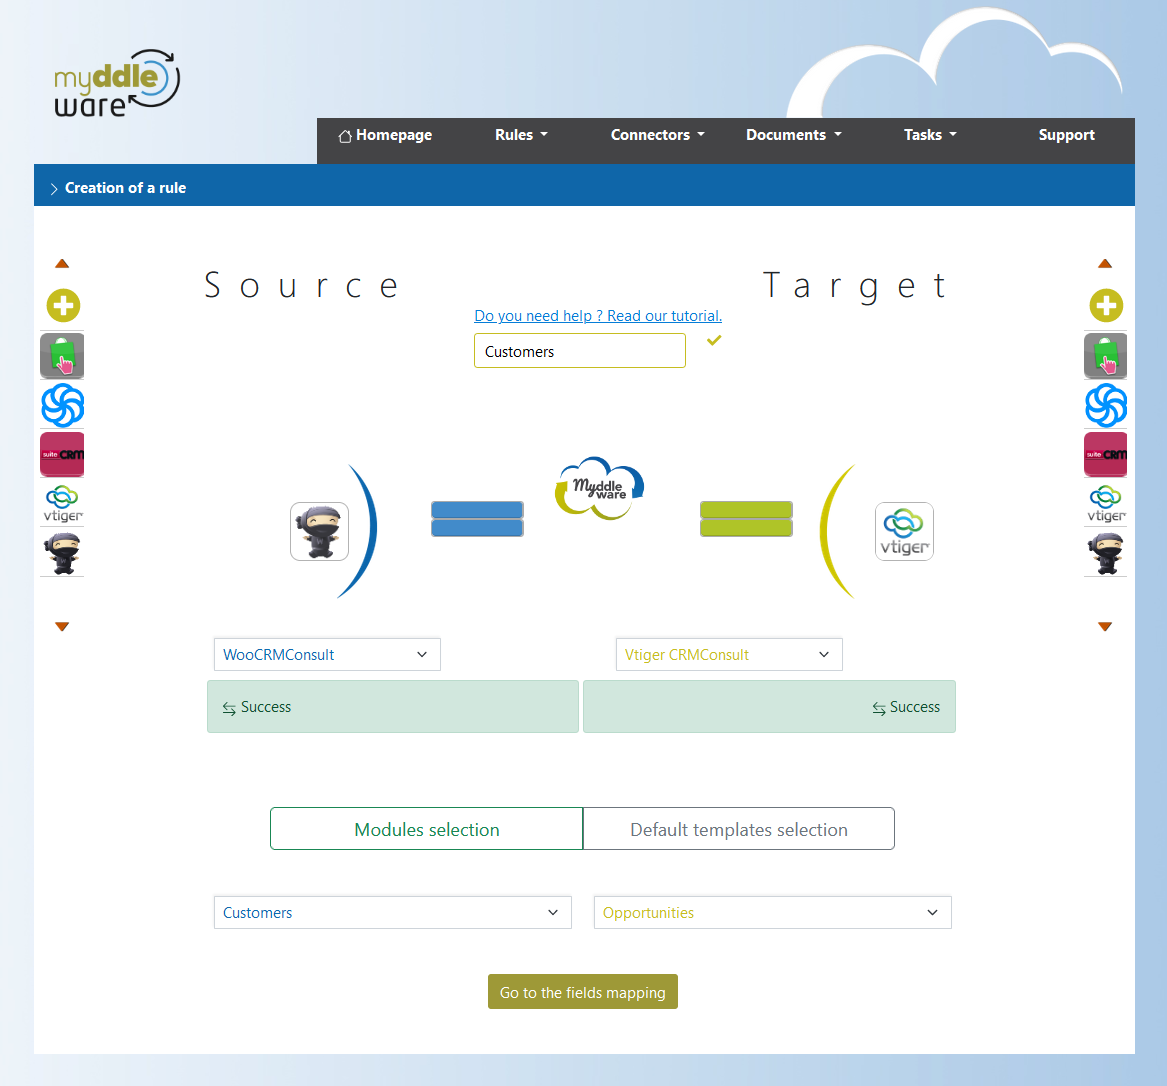 myddle
ware
Homepage Rules Connectors Documents Tasks Support
Creation of a rule
Source Target
Do you need help ? Read our tutorial.
Customers
suite CRM
suite CRM
vtiger
vtiger
Myddle
ware
vtiger
WooCRMConsult Vtiger CRMConsult
Success Success
Modules selection Default templates selection
Customers Opportunities
Go to the fields mapping